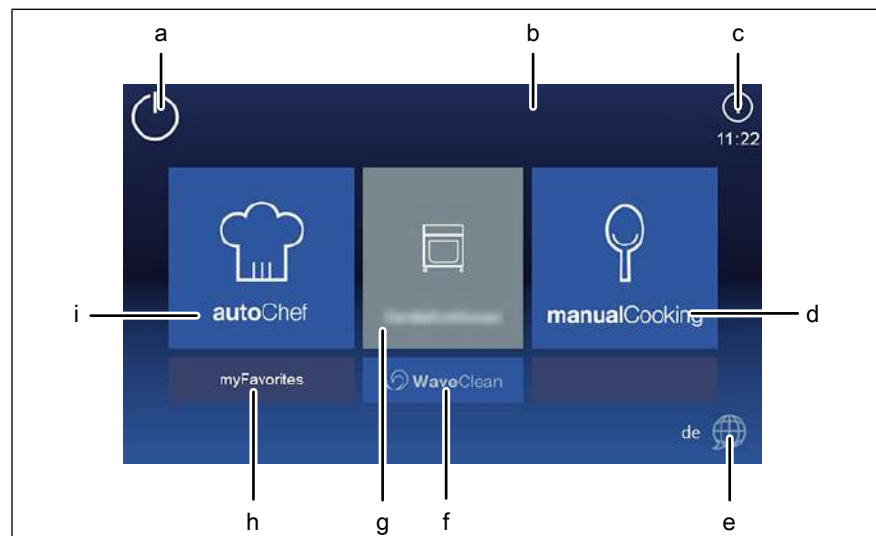 a b c
11:22
autoChef
manualCooking
i d
myFavorites WaveClean
de
h g f e